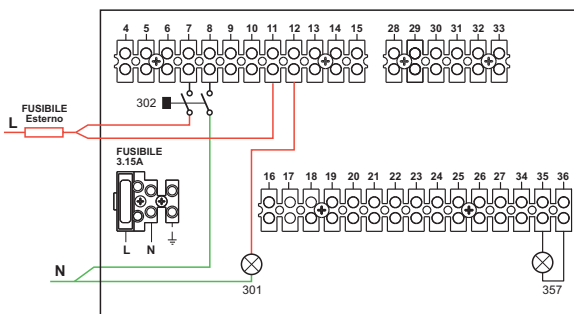 4 5 6 7 8 9 10 11 12 13 14 15
28 29 30 31 32 33
302
FUSIBILE
Esterno
L
FUSIBILE
3.15A
L N
16 17 18 19 20 21 22 23 24 25 26 27 34 35 36
N
301
357